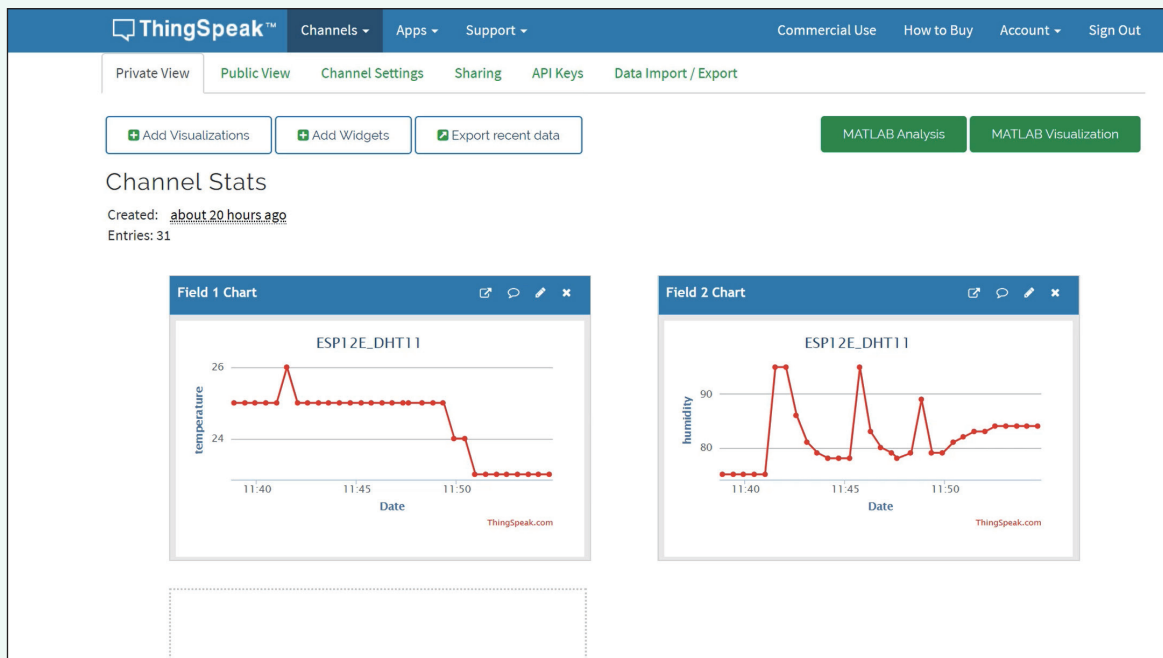 ThingSpeak™ Channels Apps Support Commercial Use How to Buy Account Sign Out
Private View Public View Channel Settings Sharing API Keys Data Import / Export
Add Visualizations Add Widgets Export recent data MATLAB Analysis MATLAB Visualization
Channel Stats
Created: about 20 hours ago
Entries: 31
Field 1 Chart
ESP12E_DHT11
temperature
26
24
11:40 11:45 11:50
Date
ThingSpeak.com
Field 2 Chart
ESP12E_DHT11
humidity
90
80
11:40 11:45 11:50
Date
ThingSpeak.com